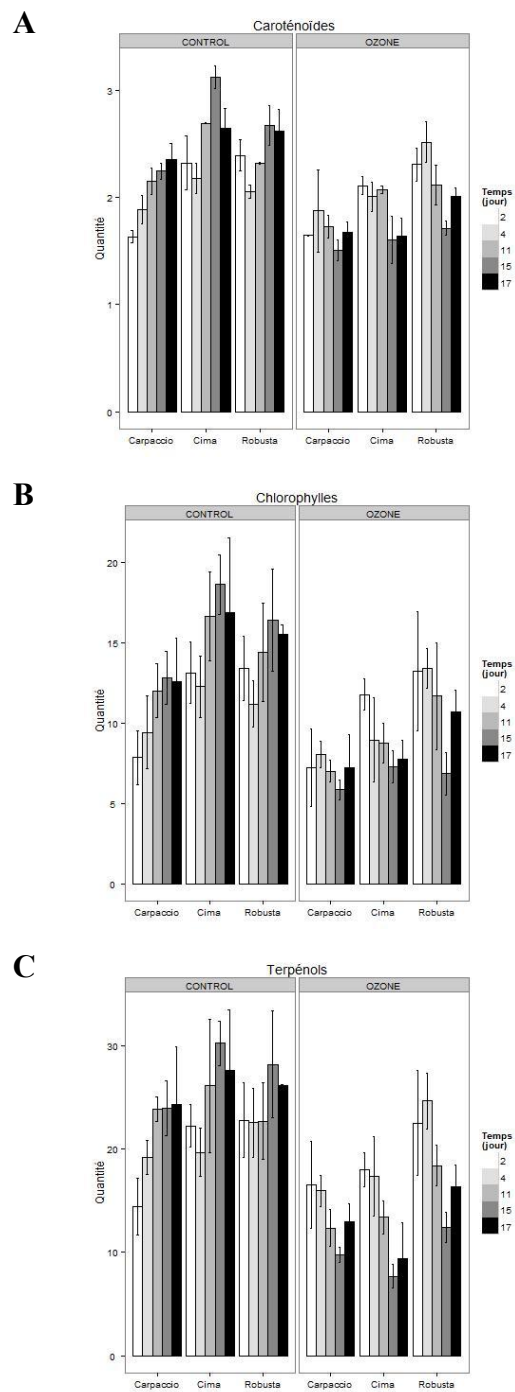 A
Caroténoïdes
CONTROL OZONE
3
2
1
0
Quantité
Carpaccio Cima Robusta Carpaccio Cima Robusta
Temps
(jour)
2
4
11
15
17
B
Chlorophylles
CONTROL OZONE
20
15
10
5
0
Quantité
Carpaccio Cima Robusta Carpaccio Cima Robusta
Temps
(jour)
2
4
11
15
17
C
Terpénols
CONTROL OZONE
30
20
10
0
Quantité
Carpaccio Cima Robusta Carpaccio Cima Robusta
Temps
(jour)
2
4
11
15
17